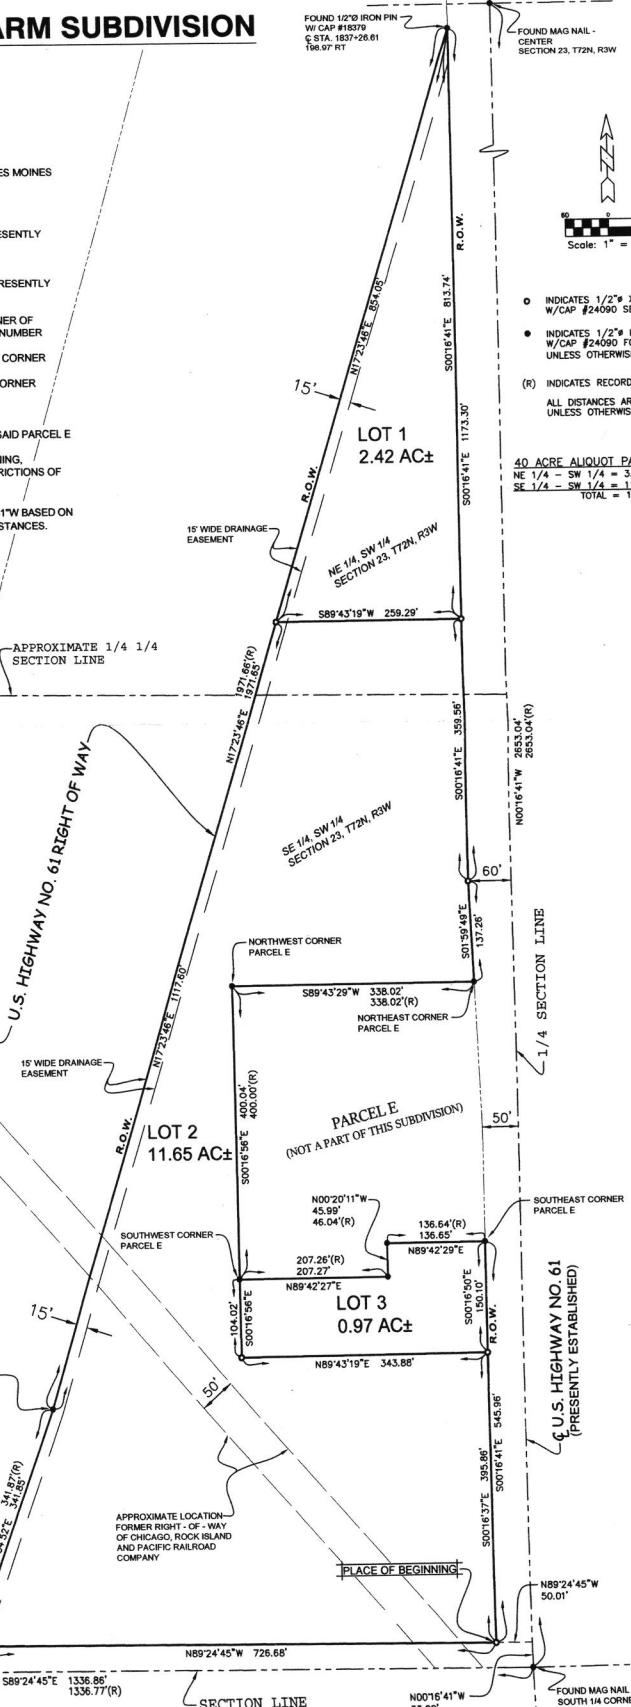 ARM SUBDIVISION
FOUND 1/2"Ø IRON PIN
W/ CAP #18379
℄ STA. 1837+26.61
198.97' RT
FOUND MAG NAIL -
CENTER
SECTION 23, T72N, R3W
ES MOINES
ESENTLY
RESENTLY
NER OF
NUMBER
CORNER
ORNER
SAID PARCEL E
NING,
RICTIONS OF
1"W BASED ON
STANCES.
60 0
Scale: 1" =
INDICATES 1/2"ø
W/CAP #24090 SE
INDICATES 1/2"ø
W/CAP #24090 FO
UNLESS OTHERWIS
(R) INDICATES RECORD
ALL DISTANCES AR
UNLESS OTHERWIS
40 ACRE ALIQUOT PA
NE 1/4 - SW 1/4 = 3
SE 1/4 - SW 1/4 = 1
TOTAL = 1
R.O.W.
S00°16'41"E 813.74'
S00°16'41"E 1173.30'
N17°23'46"E 854.05'
15'
R.O.W.
LOT 1
2.42 AC±
15' WIDE DRAINAGE
EASEMENT
NE 1/4, SW 1/4
SECTION 23, T72N, R3W
S89°43'19"W 259.29'
APPROXIMATE 1/4 1/4
SECTION LINE
1971.66'(R)
N17°23'46"E 1971.65'
S00°16'41"E 359.56'
2653.04'
N00°16'41"W 2653.04'(R)
U.S. HIGHWAY NO. 61 RIGHT OF WAY
SE 1/4, SW 1/4
SECTION 23, T72N, R3W
60'
S01°59'49"E
137.26'
NORTHWEST CORNER
PARCEL E
S89°43'29"W 338.02'
338.02'(R)
NORTHEAST CORNER
PARCEL E
1/4 SECTION LINE
N17°23'46"E 1117.60'
15' WIDE DRAINAGE
EASEMENT
R.O.W.
LOT 2
11.65 AC±
S00°16'56"E 400.04'
400.00'(R)
PARCEL E
(NOT A PART OF THIS SUBDIVISION)
50'
N00°20'11"W
45.99'
46.04'(R)
136.64'(R)
136.65'
N89°42'29"E
SOUTHEAST CORNER
PARCEL E
SOUTHWEST CORNER
PARCEL E
207.26'(R)
207.27'
N89°42'27"E
LOT 3
0.97 AC±
104.02'
S00°16'56"E
S00°16'50"E
150.10'
R.O.W.
N89°43'19"E 343.88'
15'
50'
℄ U.S. HIGHWAY NO. 61
(PRESENTLY ESTABLISHED)
S00°16'37"E 395.86'
S00°16'41"E 545.96'
341.87'(R)
52"E 341.85'
APPROXIMATE LOCATION
FORMER RIGHT - OF - WAY
OF CHICAGO, ROCK ISLAND
AND PACIFIC RAILROAD
COMPANY
PLACE OF BEGINNING
N89°24'45"W
50.01'
N89°24'45"W 726.68'
S89°24'45"E 1336.86'
1336.77'(R)
SECTION LINE
N00°16'41"W
FOUND MAG NAIL
SOUTH 1/4 CORN